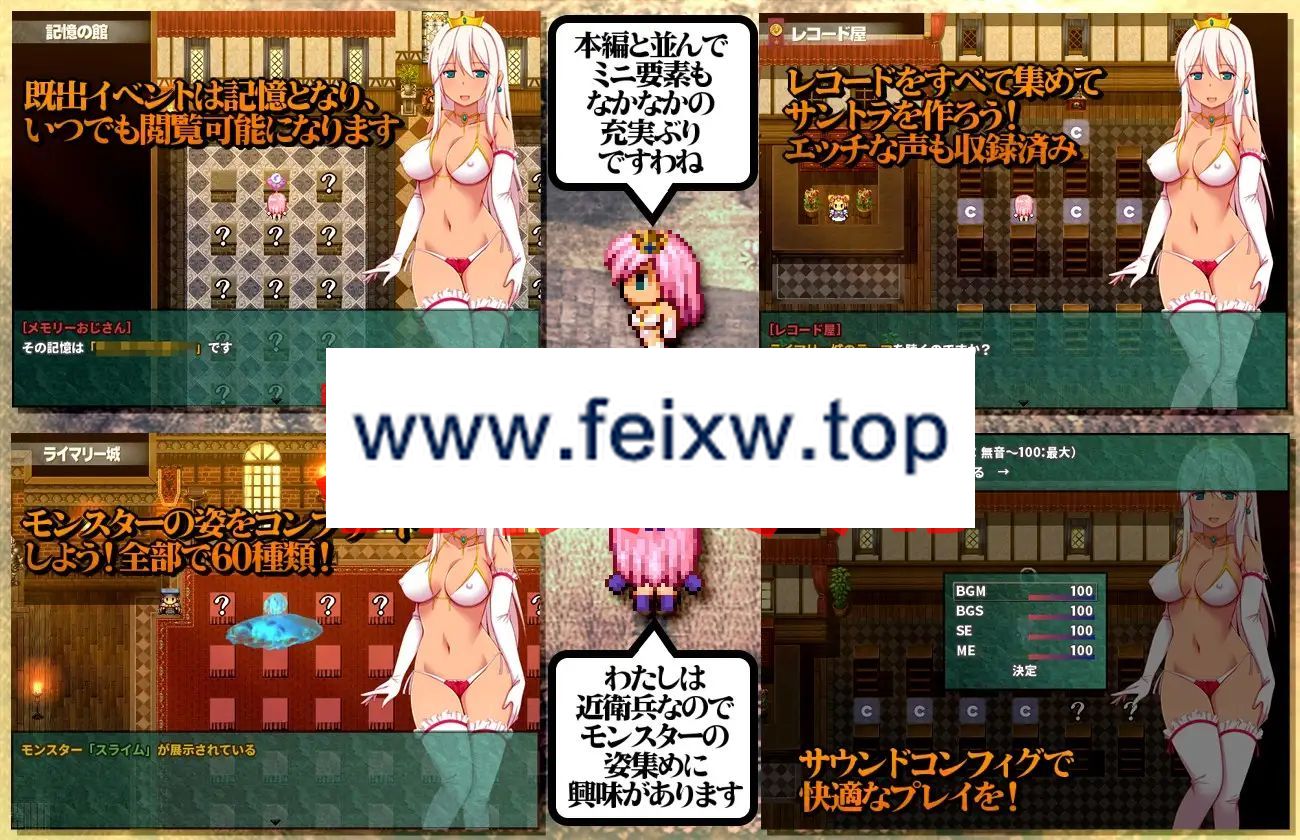 記憶の館
既出イベントは記憶となり、
いつでも閲覧可能になります
[メモリーおじさん]
その記憶は「
」です
本編と並んで
ミニ要素も
なかなかの
充実ぶり
ですわね
レコード屋
レコードをすべて集めて
サントラを作ろう！
エッチな声も収録済み
C
C
C
C
[レコード屋]
www.feixw.top
ライマリー城
モンスターの姿をコンプ
しよう！全部で60種類！
モンスター「スライム」が展示されている
わたしは
近衛兵なので
モンスターの
姿集めに
興味があります
無音～100:最大)
る →
BGM 100
BGS 100
SE 100
ME 100
決定
C C C C ? ?
サウンドコンフィグで
快適なプレイを！